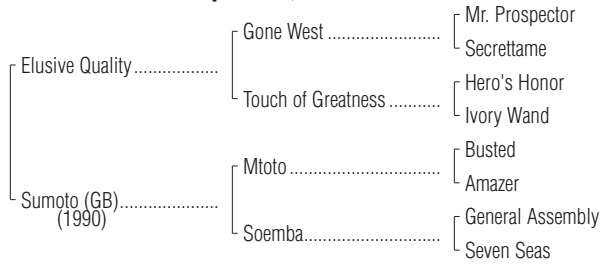 Mr. Prospector
Gone West ....................
Secrettame
Elusive Quality...............
Hero's Honor
Touch of Greatness ...........
Ivory Wand
Busted
Mtoto ...........................
Amazer
Sumoto (GB)..................
(1990)
General Assembly
Soemba........................
Seven Seas